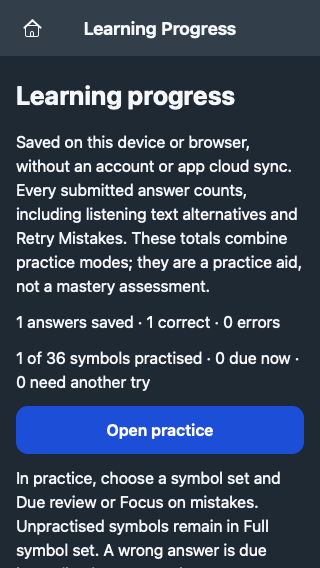 Learning Progress
Learning progress
Saved on this device or browser,
without an account or app cloud sync.
Every submitted answer counts,
including listening text alternatives and
Retry Mistakes. These totals combine
practice modes; they are a practice aid,
not a mastery assessment.
1 answers saved · 1 correct · 0 errors
1 of 36 symbols practised · 0 due now ·
0 need another try
Open practice
In practice, choose a symbol set and
Due review or Focus on mistakes.
Unpractised symbols remain in Full
symbol set. A wrong answer is due